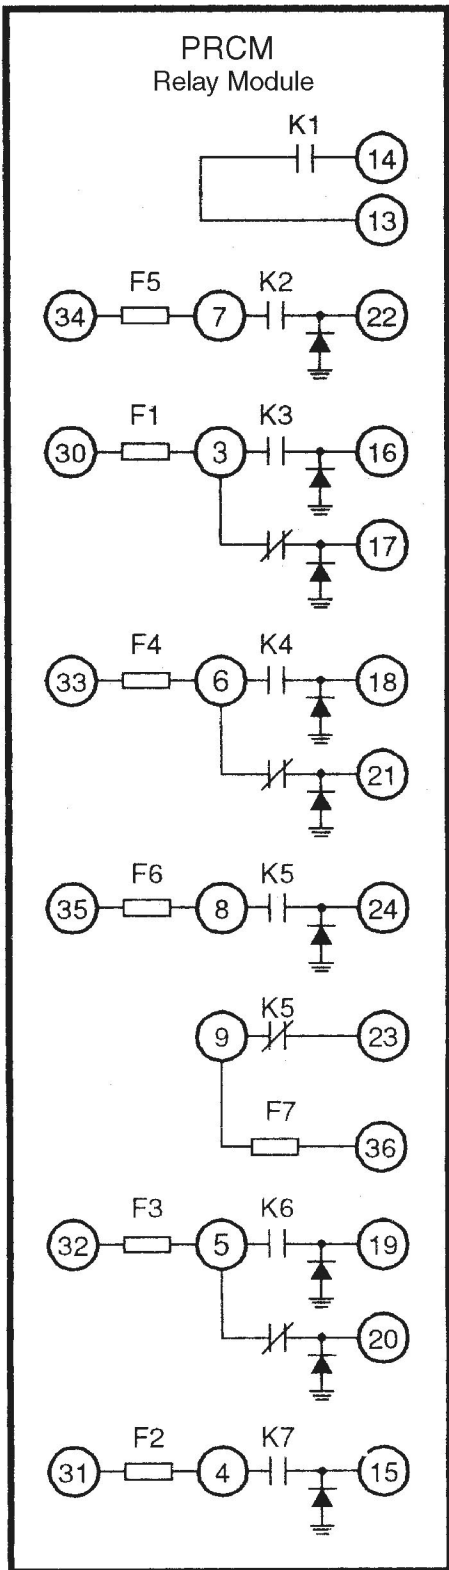 PRCM
Relay Module
K1
14
13
F5 K2
34 7 22
F1 K3
30 3 16
17
F4 K4
33 6 18
21
F6 K5
35 8 24
K5
9 23
F7
36
F3 K6
32 5 19
20
F2 K7
31 4 15